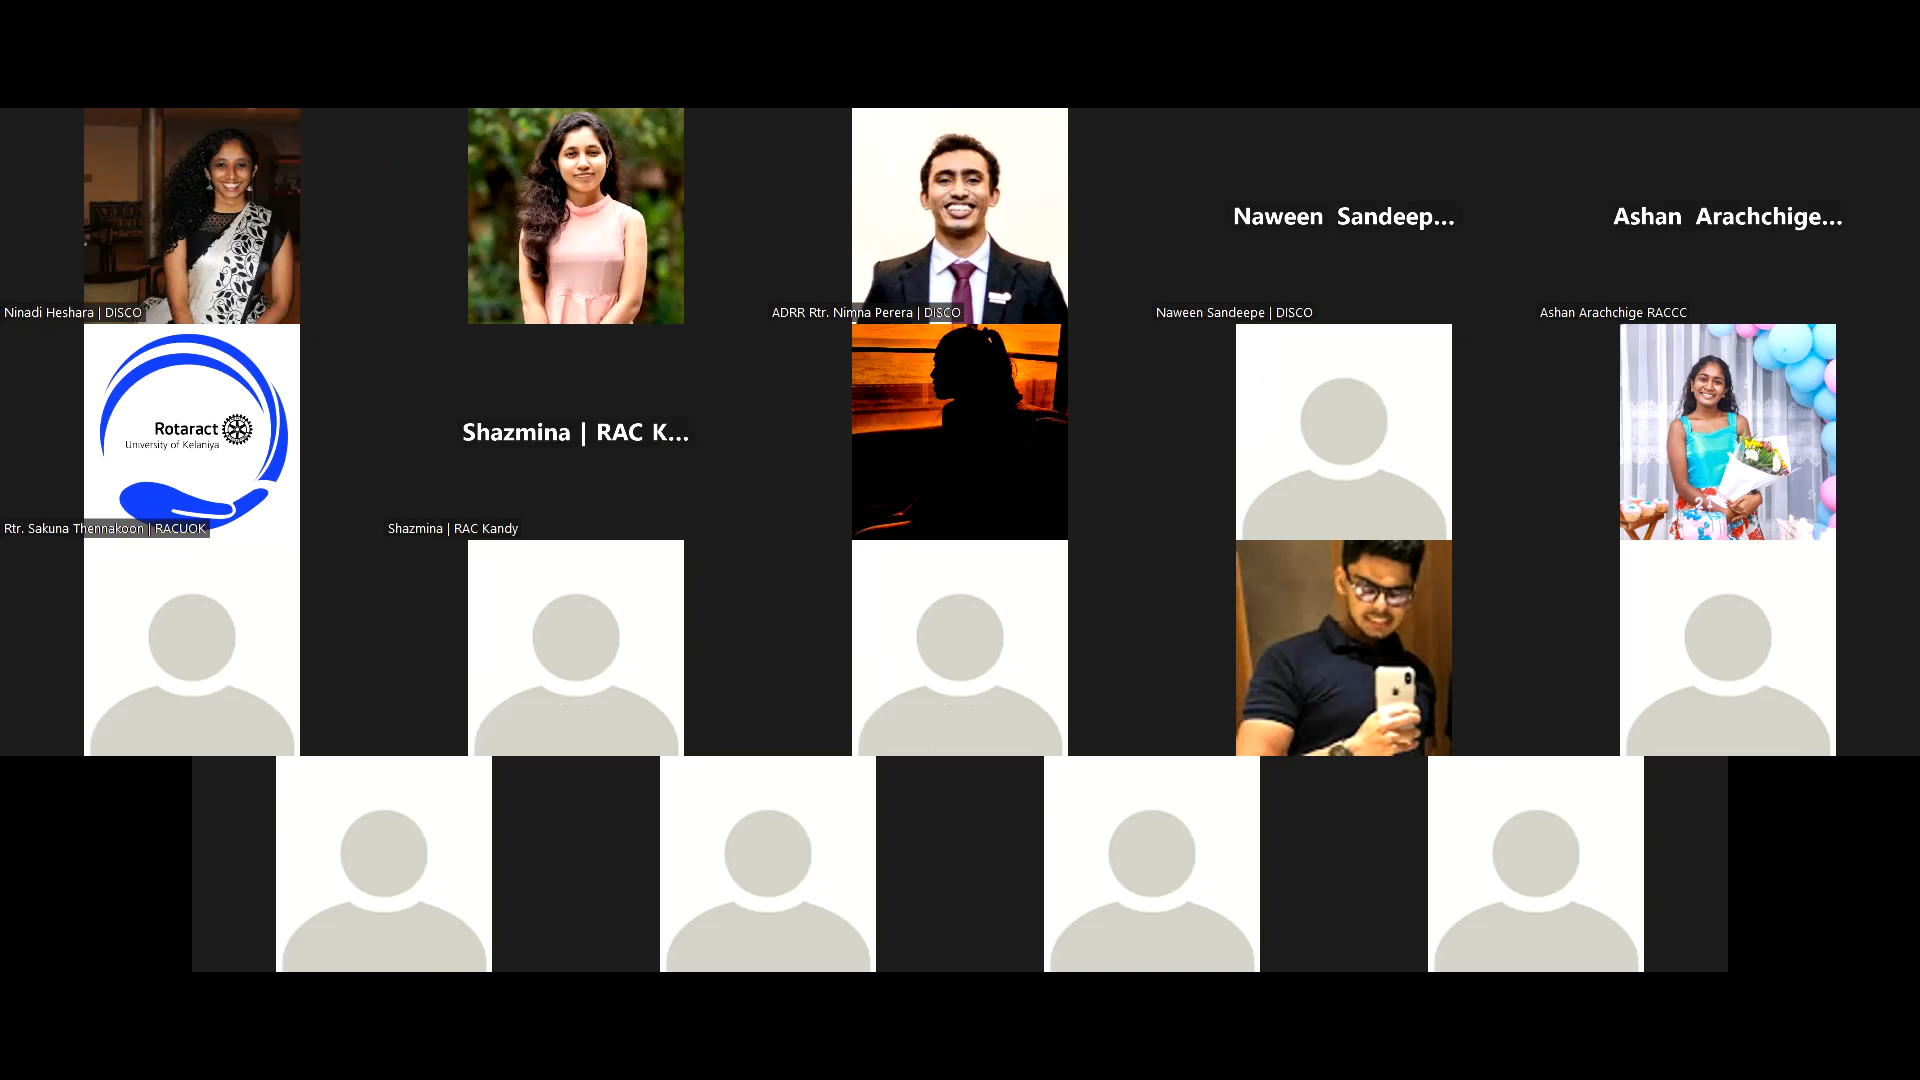 Naween Sandeep...
Ashan Arachchige...
Ninadi Heshara | DISCO
ADRR Rtr. Nimna Perera | DISCO
Naween Sandeepe | DISCO
Ashan Arachchige RACCC
Rotaract
University of Kelaniya
Shazmina | RAC K...
Rtr. Sakuna Thennakoon | RACUOK
Shazmina | RAC Kandy